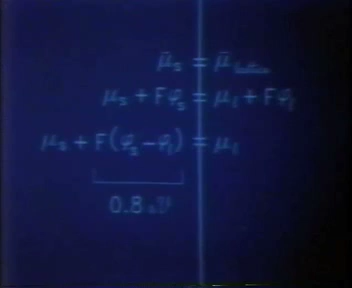 μ̄s = μ̄
μs + Fφs = μl + Fφl
μs + F(φs-φl) = μl
0.8